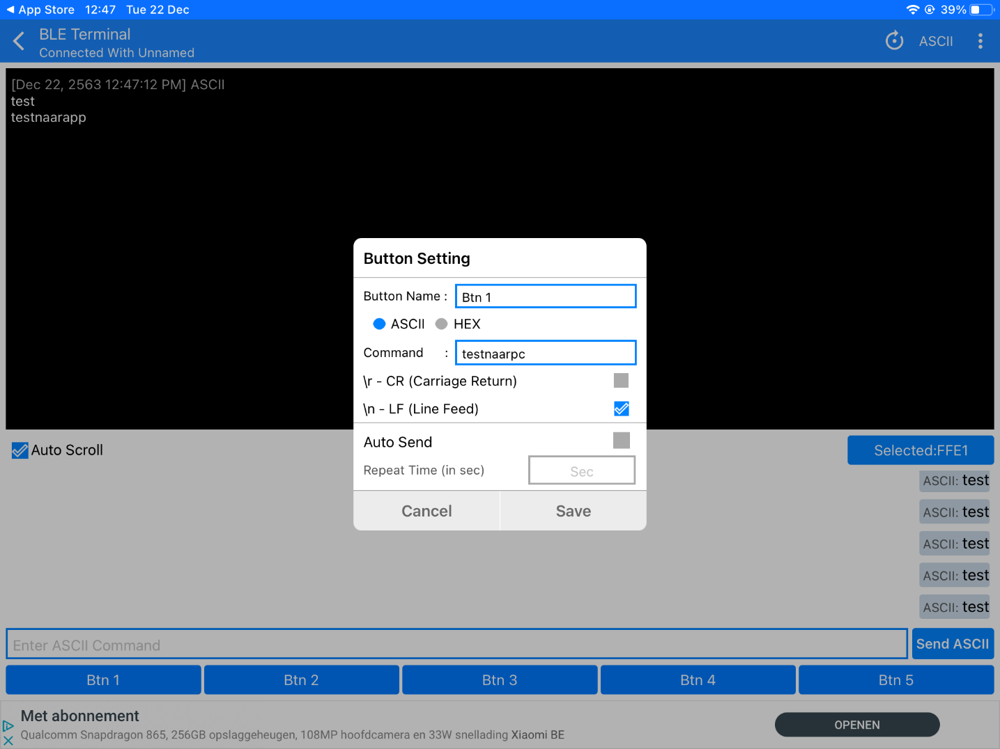 App Store 12:47 Tue 22 Dec 39%
BLE Terminal
Connected With Unnamed
ASCII
[Dec 22, 2563 12:47:12 PM] ASCII
test
testnaarapp
Button Setting
Button Name : Btn 1
ASCII HEX
Command : testnaarpc
\r - CR (Carriage Return)
\n - LF (Line Feed)
Auto Send
Repeat Time (in sec) Sec
Cancel Save
Auto Scroll
Selected:FFE1
ASCII: test
ASCII: test
ASCII: test
ASCII: test
ASCII: test
Enter ASCII Command
Send ASCII
Btn 1 Btn 2 Btn 3 Btn 4 Btn 5
Met abonnement
Qualcomm Snapdragon 865, 256GB opslaggeheugen, 108MP hoofdcamera en 33W snellading Xiaomi BE
OPENEN